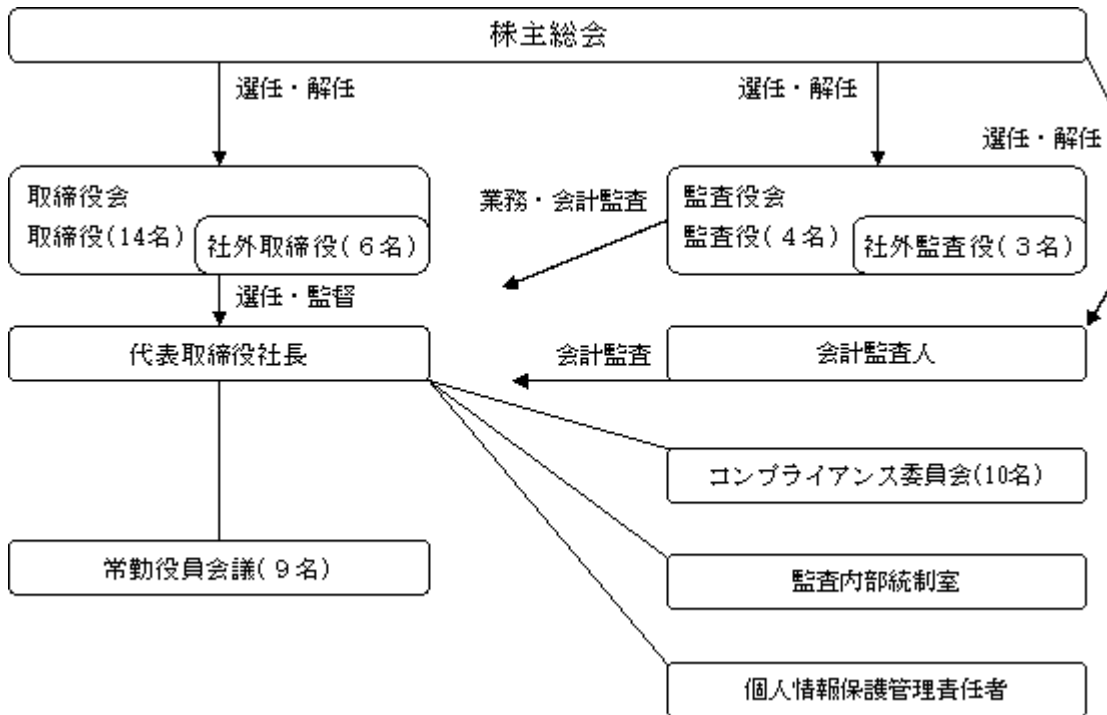 株主総会
選任・解任
選任・解任
選任・解任
取締役会
取締役(14名)
社外取締役(６名)
業務・会計監査
監査役会
監査役(４名)
社外監査役(３名)
選任・監督
代表取締役社長
会計監査
会計監査人
コンプライアンス委員会(10名)
常勤役員会議(９名)
監査内部統制室
個人情報保護管理責任者